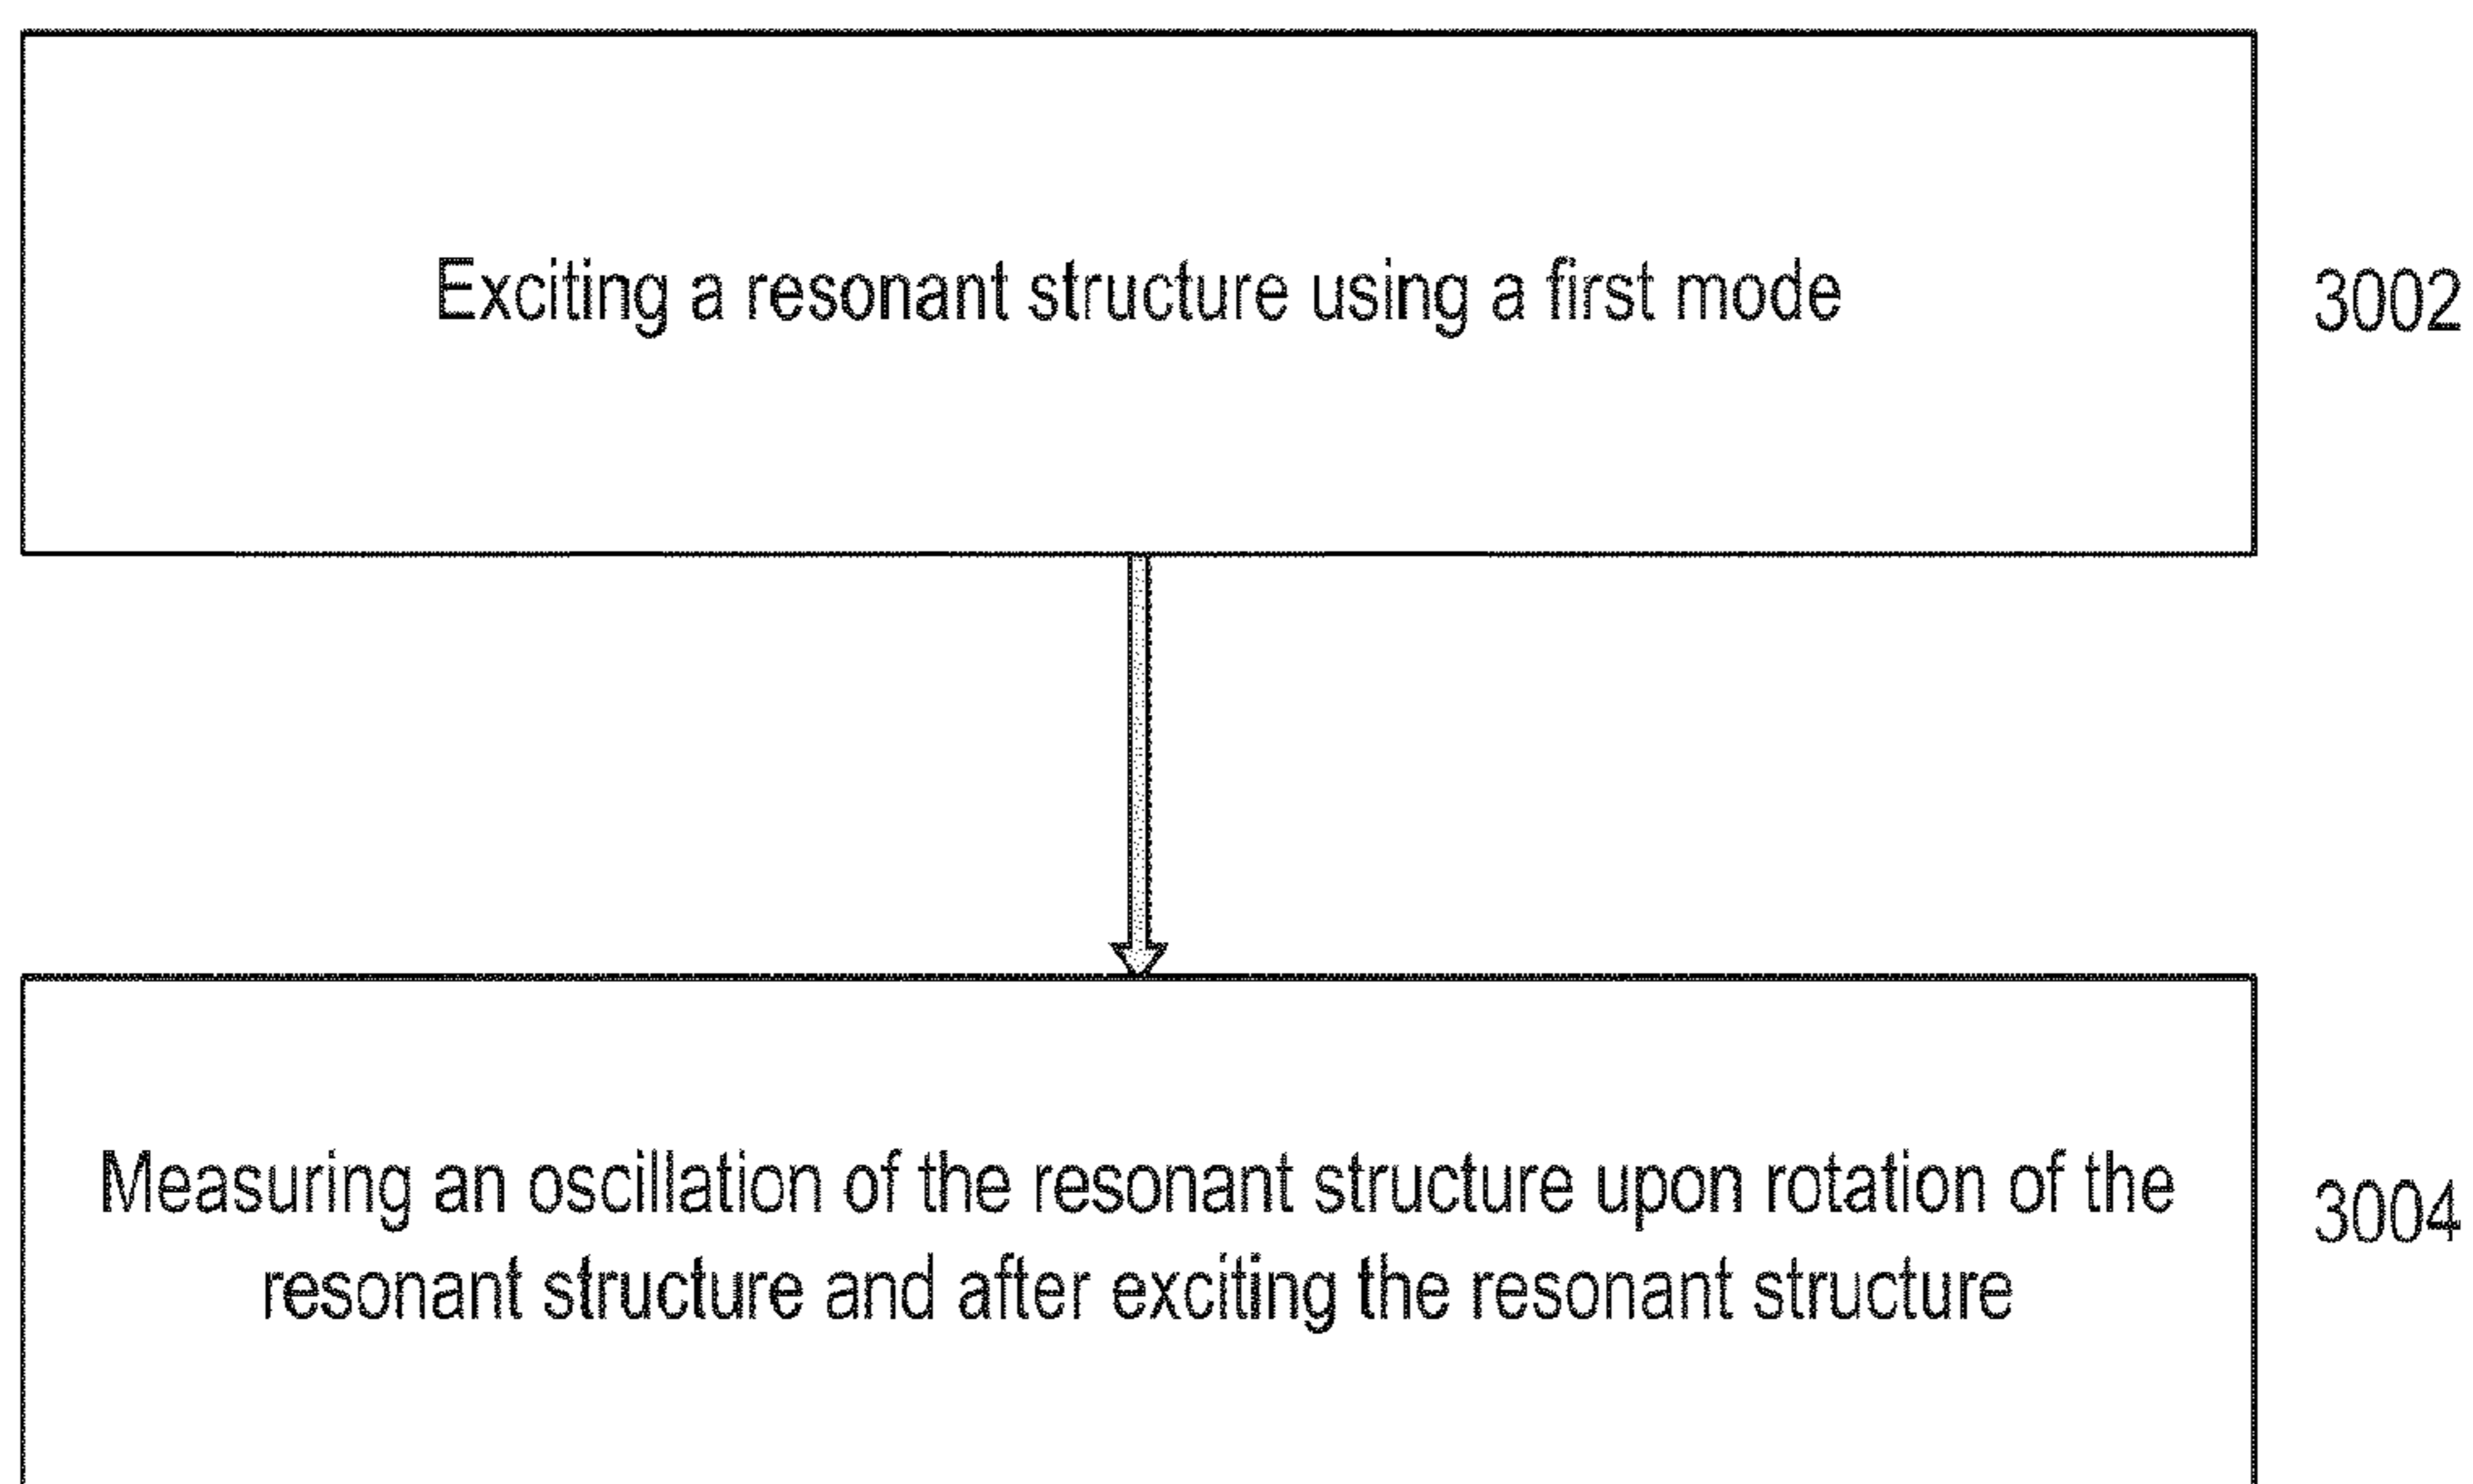 Exciting a resonant structure using a first mode
3002
Measuring an oscillation of the resonant structure upon rotation of the
resonant structure and after exciting the resonant structure
3004